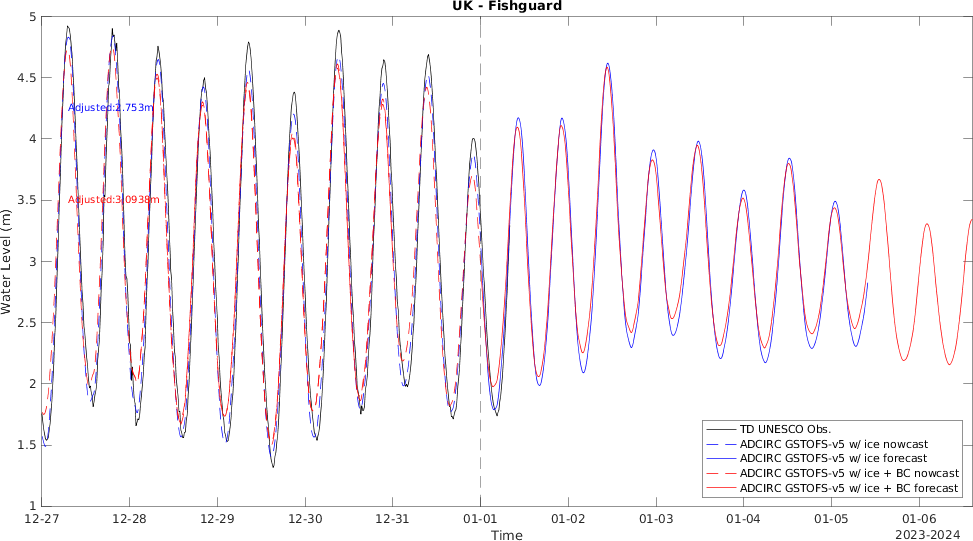 UK - Fishguard
5
4.5
4
3.5
3
2.5
2
1.5
1
Water Level (m)
Adjusted:2.753m
Adjusted:3.0938m
TD UNESCO Obs.
ADCIRC GSTOFS-v5 w/ ice nowcast
ADCIRC GSTOFS-v5 w/ ice forecast
ADCIRC GSTOFS-v5 w/ ice + BC nowcast
ADCIRC GSTOFS-v5 w/ ice + BC forecast
12-27 12-28 12-29 12-30 12-31 01-01 01-02 01-03 01-04 01-05 01-06
Time
2023-2024